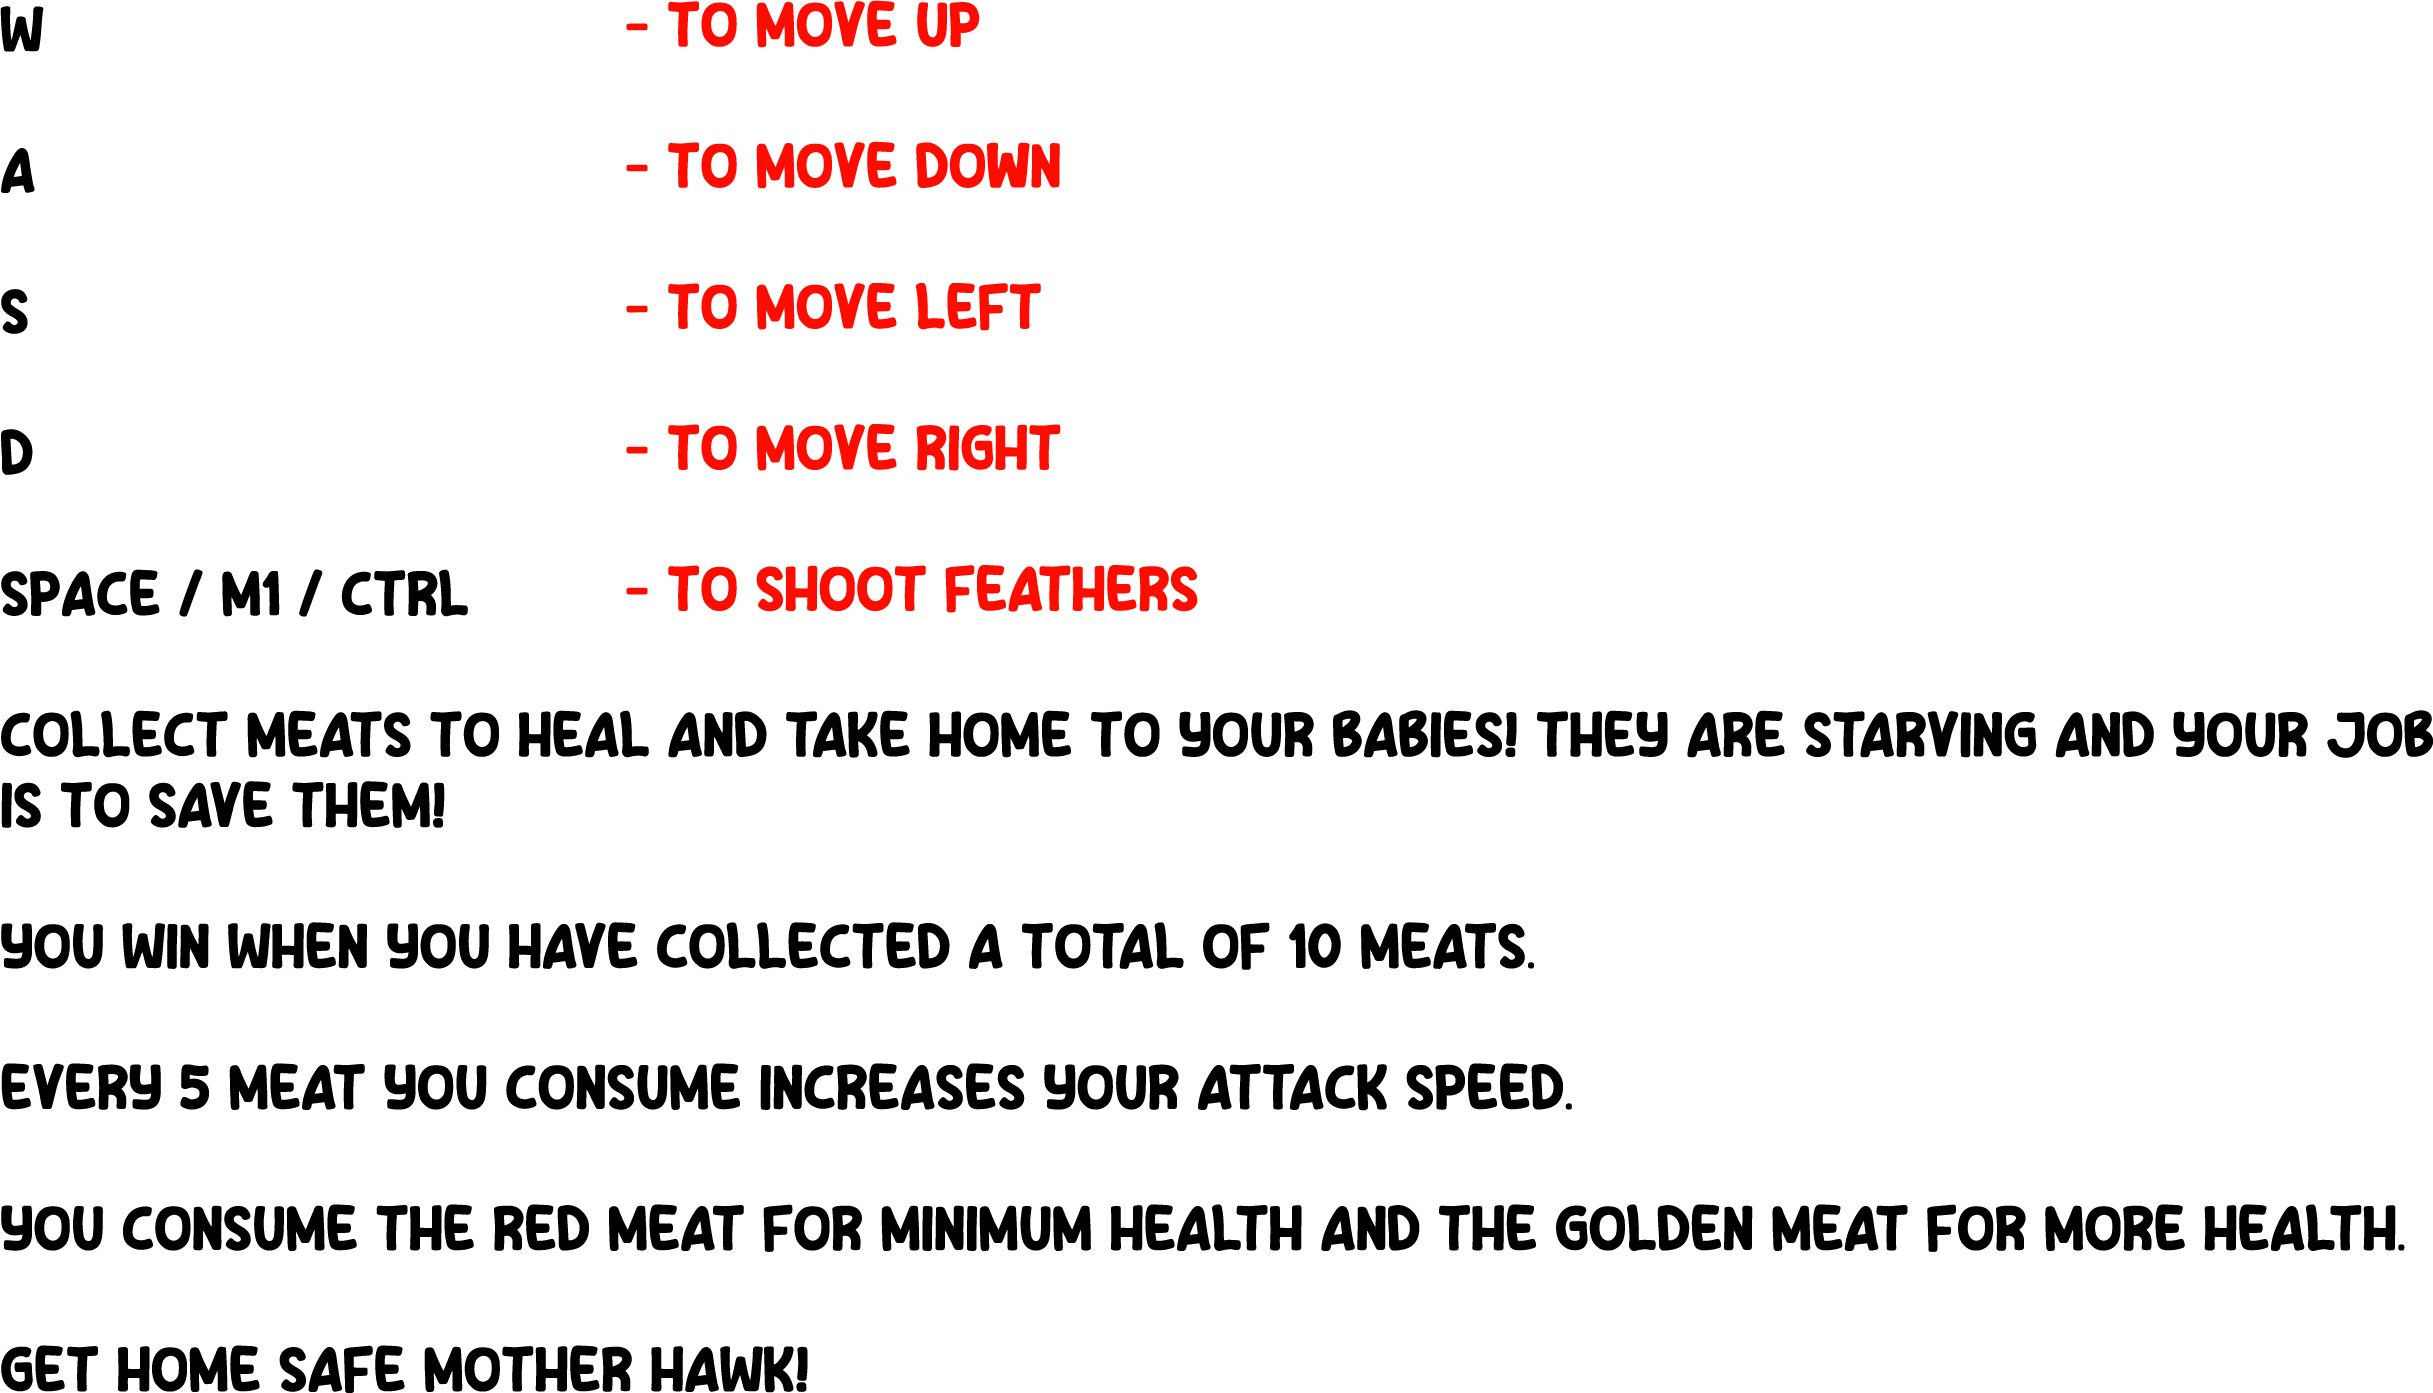 W - TO MOVE UP
A - TO MOVE DOWN
S - TO MOVE LEFT
D - TO MOVE RIGHT
SPACE / M1 / CTRL - TO SHOOT FEATHERS
COLLECT MEATS TO HEAL AND TAKE HOME TO YOUR BABIES! THEY ARE STARVING AND YOUR JOB
IS TO SAVE THEM!
YOU WIN WHEN YOU HAVE COLLECTED A TOTAL OF 10 MEATS.
EVERY 5 MEAT YOU CONSUME INCREASES YOUR ATTACK SPEED.
YOU CONSUME THE RED MEAT FOR MINIMUM HEALTH AND THE GOLDEN MEAT FOR MORE HEALTH.
GET HOME SAFE MOTHER HAWK!